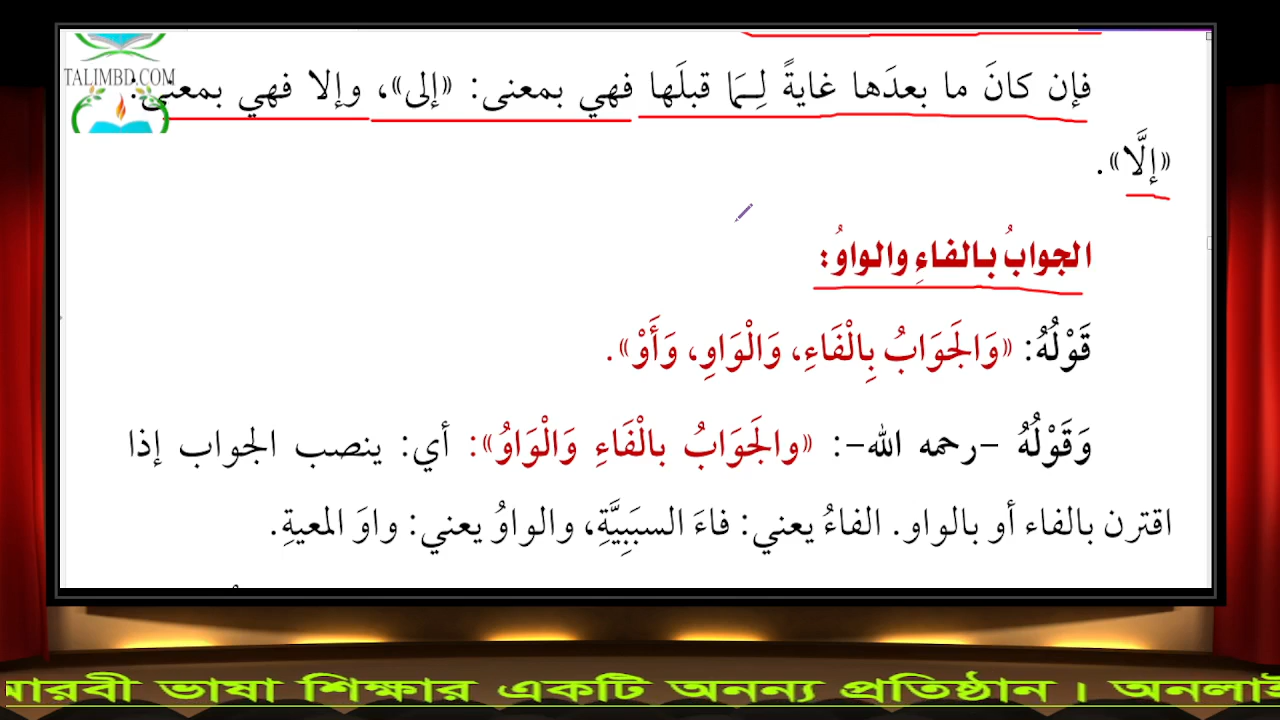 TALIMBD.COM
فإن كانَ ما بعدَها غايةً لِـمَا قبلَها فهي بمعنى: «إلى»، وإلا فهي بمعنى:
«إلَّا».
الجوابُ بالفاءِ والواوُ:
قَوْلُهُ: «وَالجَوَابُ بِالْفَاءِ، وَالْوَاوِ، وَأَوْ».
وَقَوْلُهُ -رحمه الله-: «والجَوَابُ بالْفَاءِ وَالْوَاوُ»: أي: ينصب الجواب إذا
اقترن بالفاء أو بالواو. الفاءُ يعني: فاءَ السبَبِيَّةِ، والواوُ يعني: واوَ المعيةِ.
আরবী ভাষা শিক্ষার একটি অনন্য প্রতিষ্ঠান। অনলাই